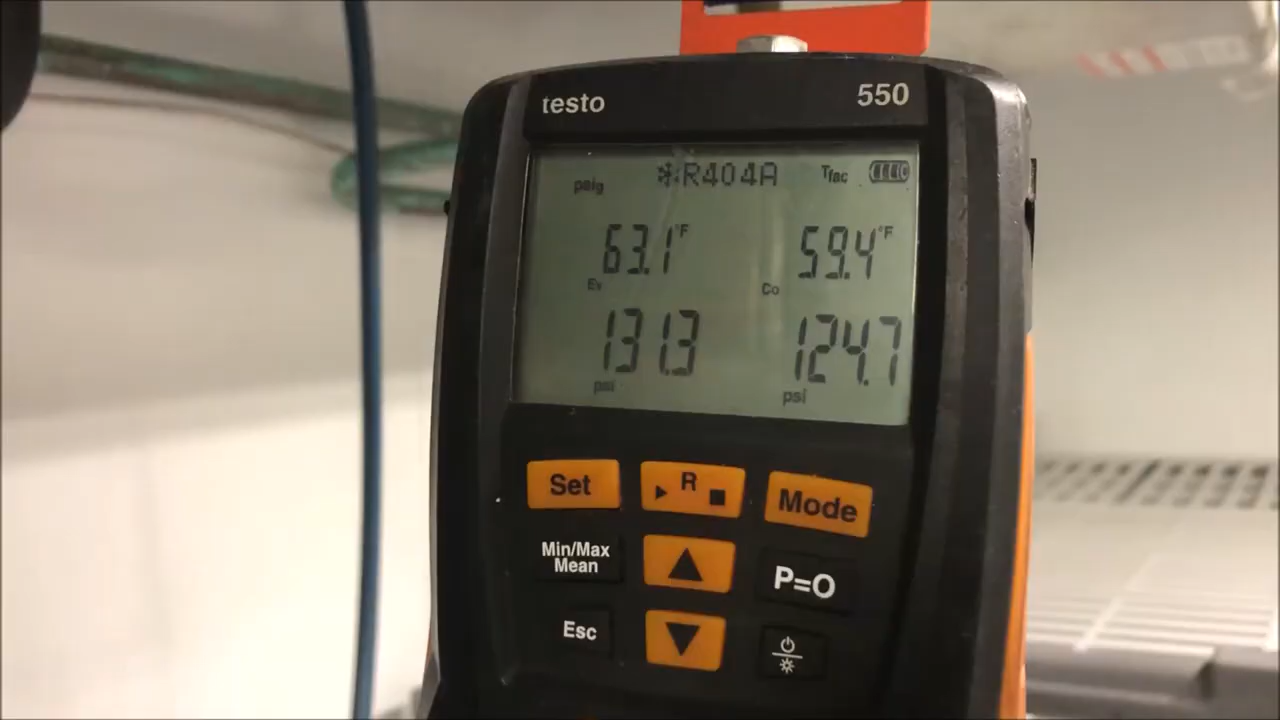 testo 550
psig *R404A Tfac
63.1°F 59.4°F
Ev Co
131.3 124.7
psi psi
Set R Mode
Min/Max
Mean
P=O
Esc